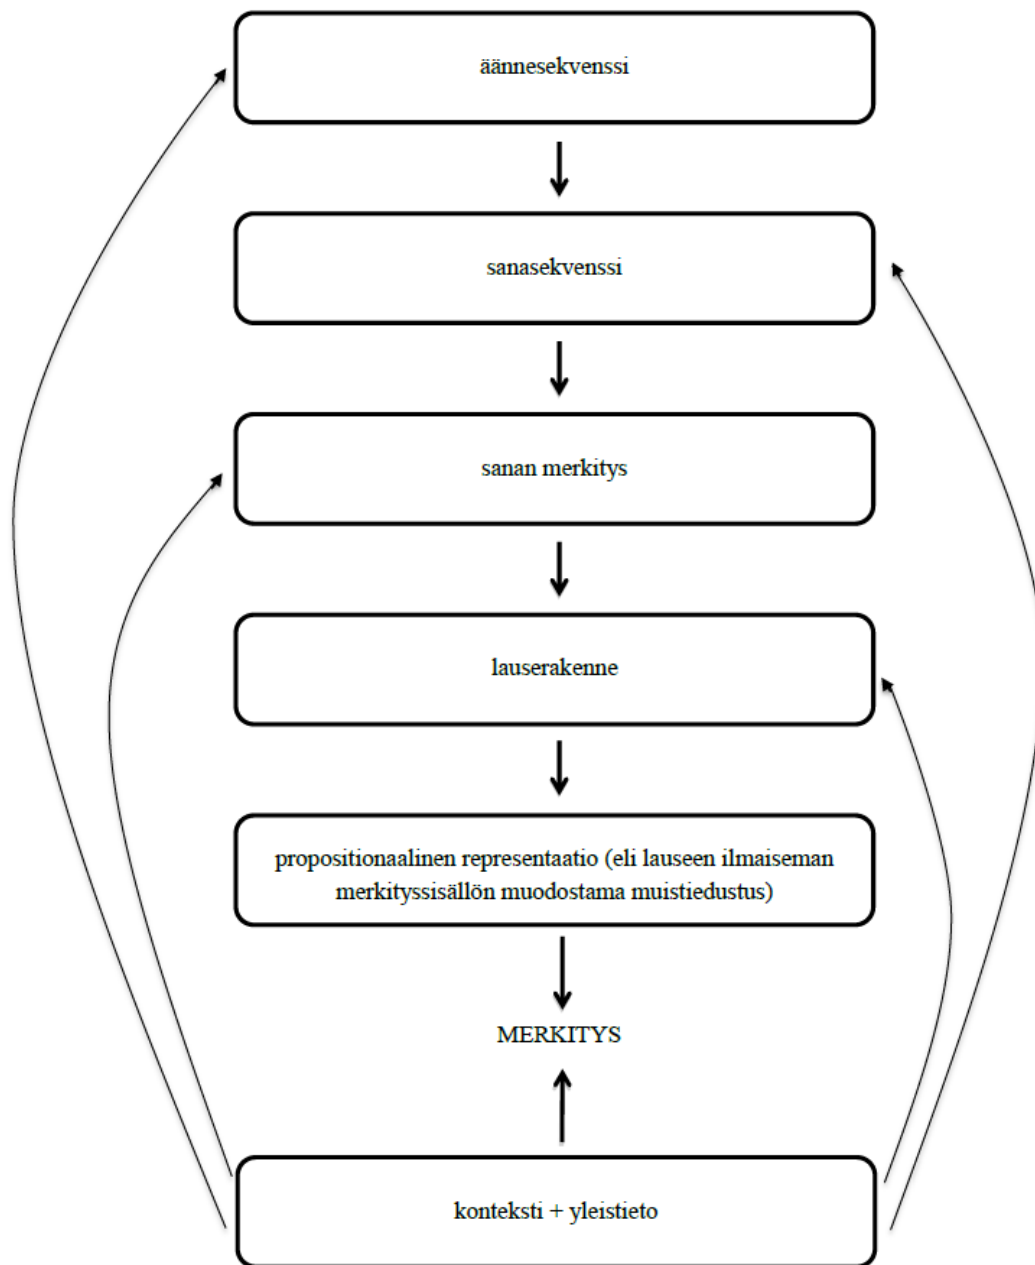 äännesekvenssi
sanasekvenssi
sanan merkitys
lauserakenne
propositionaalinen representaatio (eli lauseen ilmaiseman
merkityssisällön muodostama muistiedustus)
MERKITYS
konteksti + yleistieto